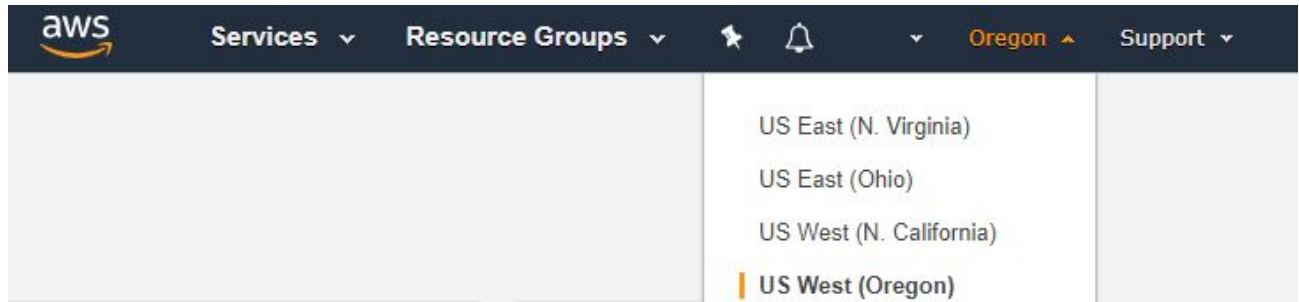 aws Services Resource Groups Oregon Support
US East (N. Virginia)
US East (Ohio)
US West (N. California)
US West (Oregon)